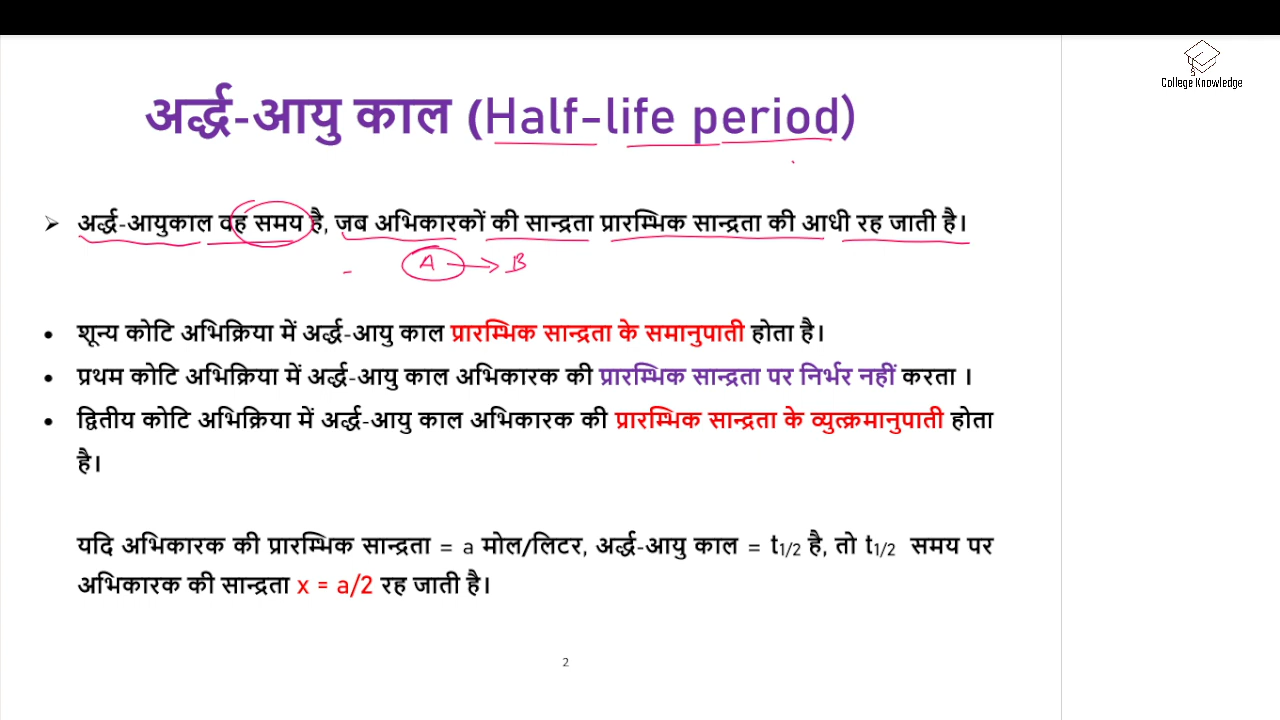 College Knowledge
अर्द्ध-आयु काल (Half-life period)
अर्द्ध-आयुकाल वह समय है, जब अभिकारकों की सान्द्रता प्रारम्भिक सान्द्रता की आधी रह जाती है।
A → B
शून्य कोटि अभिक्रिया में अर्द्ध-आयु काल प्रारम्भिक सान्द्रता के समानुपाती होता है।
प्रथम कोटि अभिक्रिया में अर्द्ध-आयु काल अभिकारक की प्रारम्भिक सान्द्रता पर निर्भर नहीं करता ।
द्वितीय कोटि अभिक्रिया में अर्द्ध-आयु काल अभिकारक की प्रारम्भिक सान्द्रता के व्युत्क्रमानुपाती होता
है।
यदि अभिकारक की प्रारम्भिक सान्द्रता = a मोल/लिटर, अर्द्ध-आयु काल = t1/2 है, तो t1/2 समय पर
अभिकारक की सान्द्रता x = a/2 रह जाती है।
2